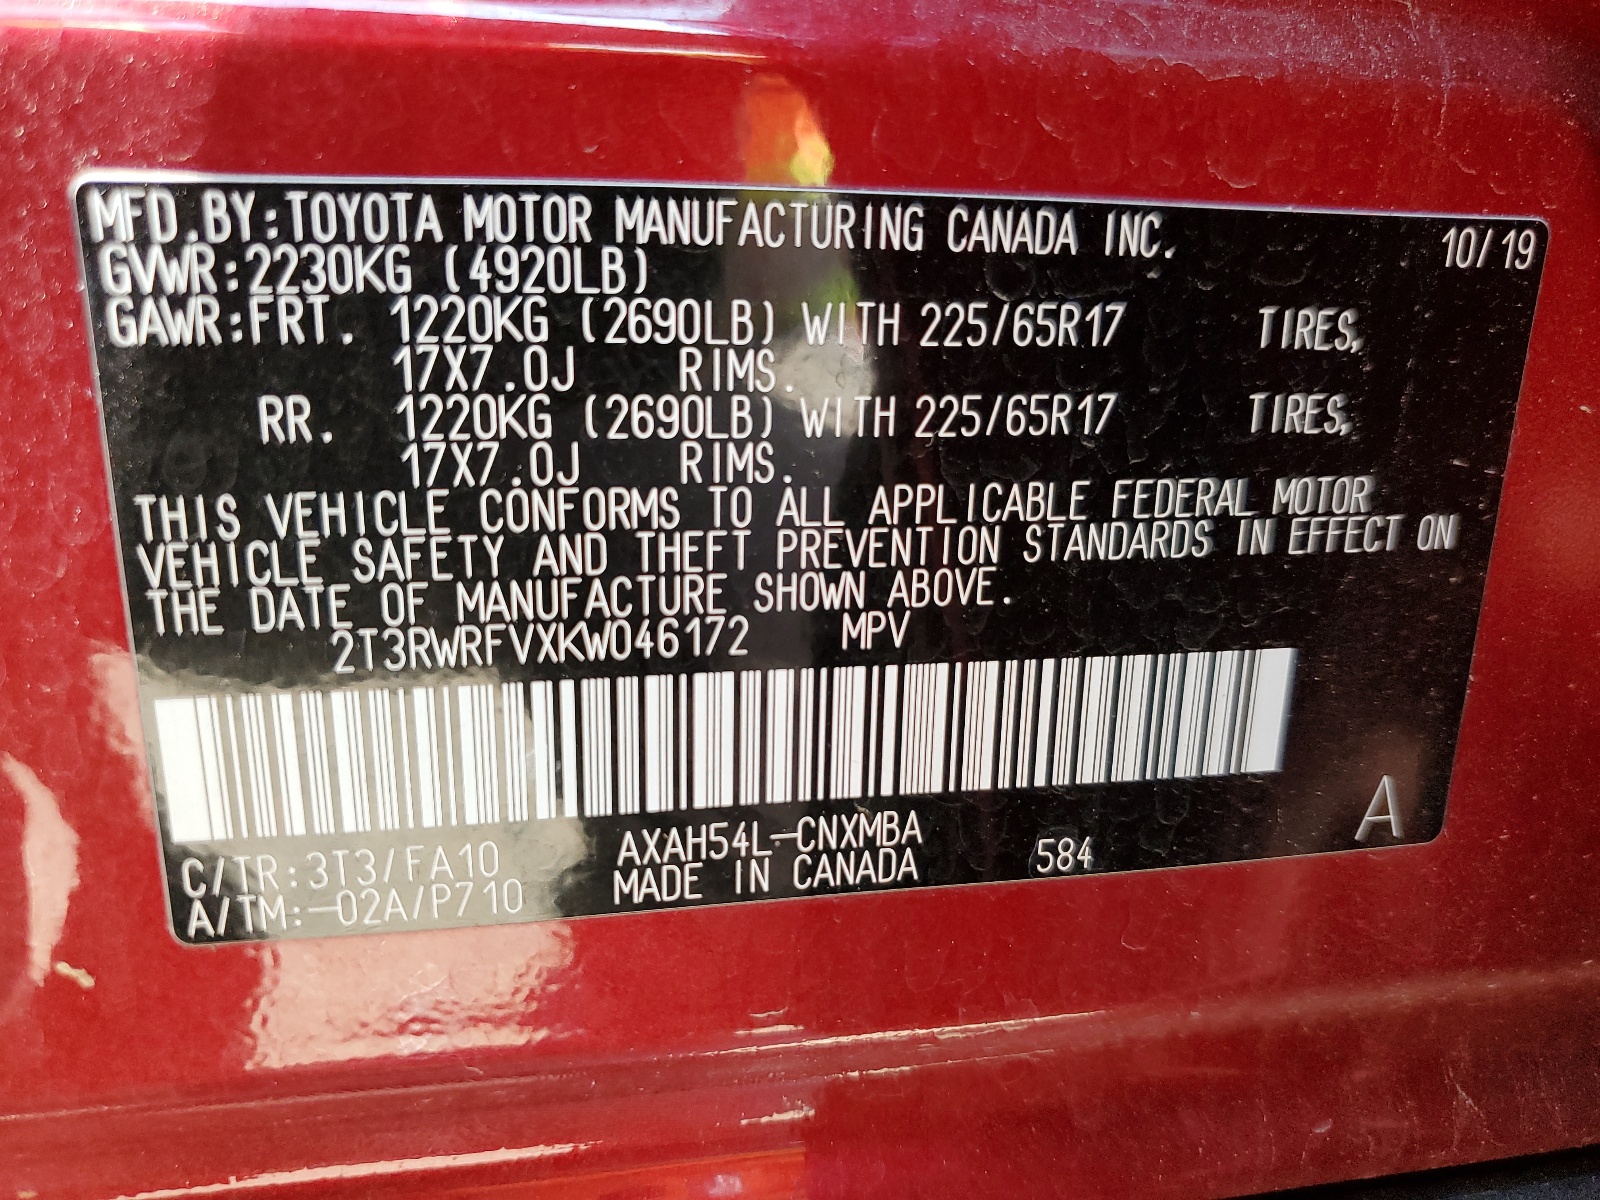 MFD.BY:TOYOTA MOTOR MANUFACTURING CANADA INC. 10/19
GVWR:2230KG (4920LB)
GAWR:FRT. 1220KG (2690LB) WITH 225/65R17 TIRES,
17X7.0J RIMS.
RR. 1220KG (2690LB) WITH 225/65R17 TIRES,
17X7.0J RIMS.
THIS VEHICLE CONFORMS TO ALL APPLICABLE FEDERAL MOTOR
VEHICLE SAFETY AND THEFT PREVENTION STANDARDS IN EFFECT ON
THE DATE OF MANUFACTURE SHOWN ABOVE.
2T3RWRFVXKW046172 MPV
C/TR:3T3/FA10 AXAH54L-CNXMBA 584 A
A/TM:-02A/P710 MADE IN CANADA